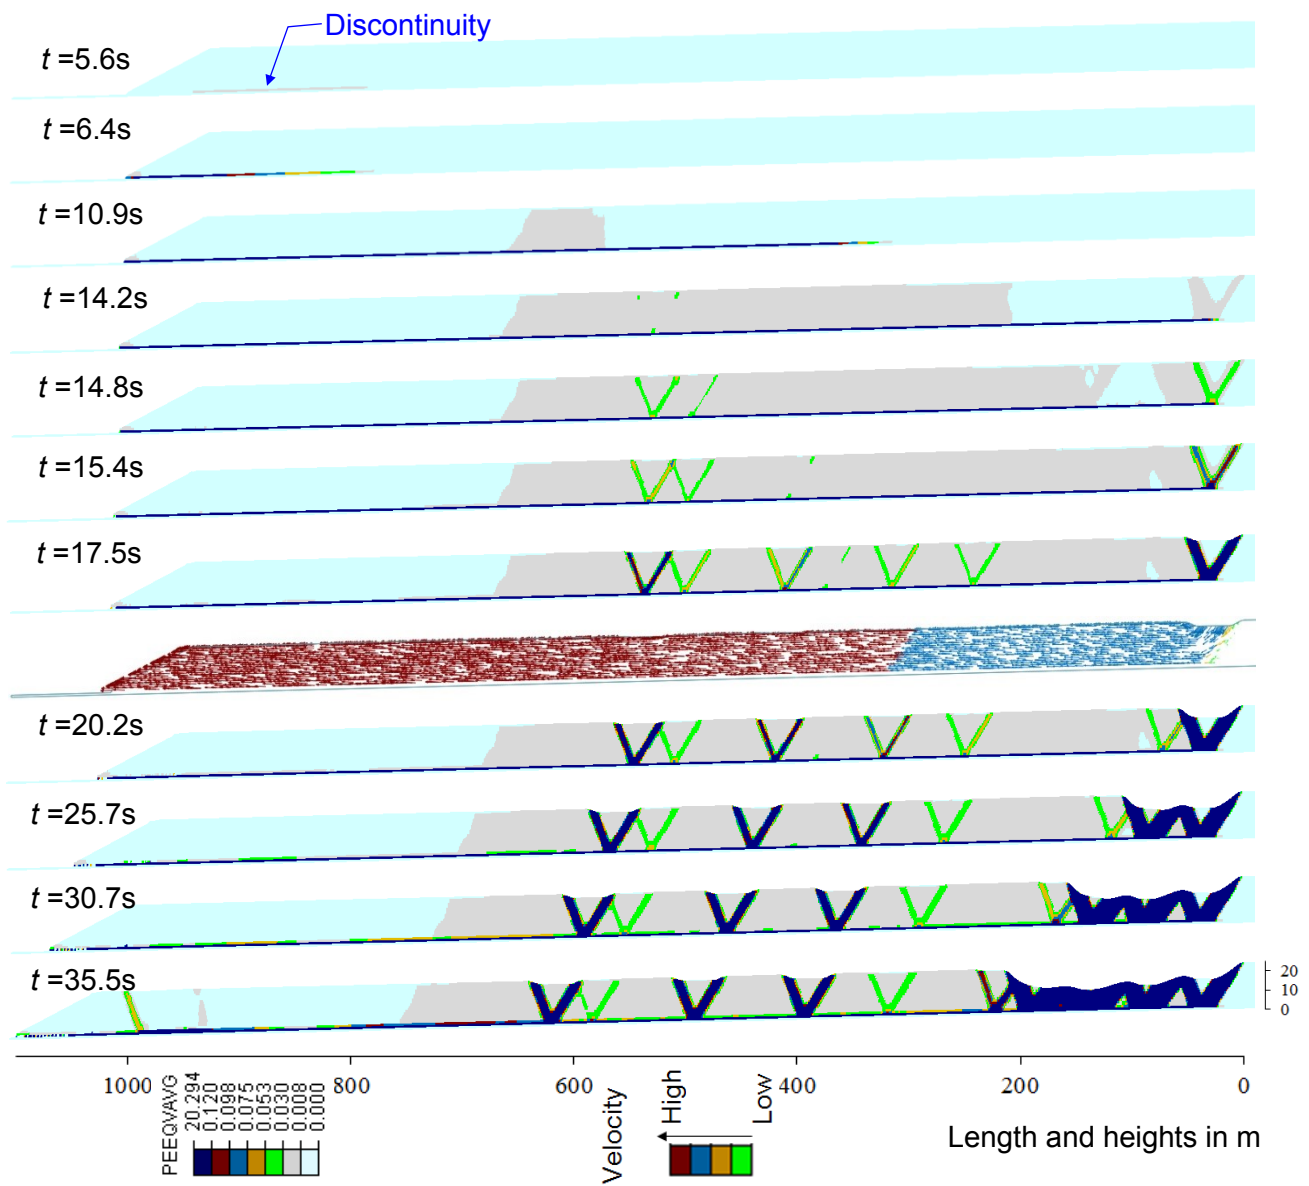 Discontinuity
t =5.6s
t =6.4s
t =10.9s
t =14.2s
t =14.8s
t =15.4s
t =17.5s
t =20.2s
t =25.7s
t =30.7s
t =35.5s
20
10
0
1000 800 600 400 200 0
PEEQVAVG
20.294
0.120
0.098
0.075
0.053
0.030
0.008
0.000
Velocity
High
Low
Length and heights in m